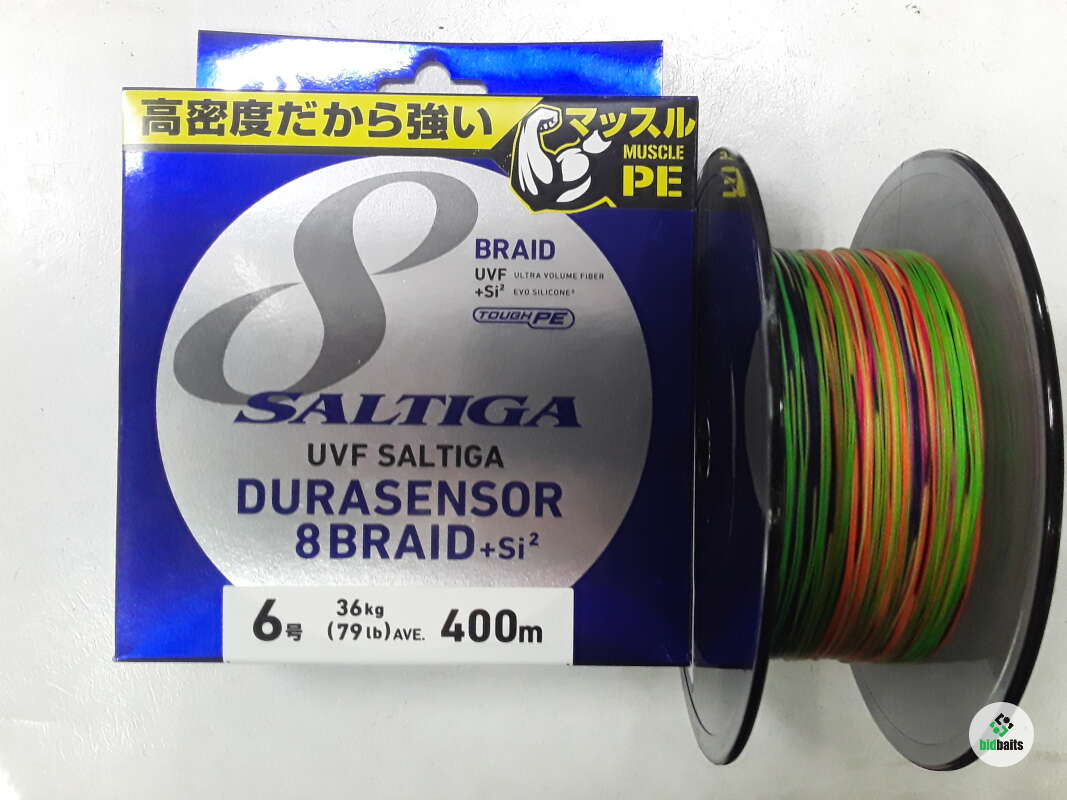 高密度だから強い
マッスル
MUSCLE
PE
8
BRAID
UVF ULTRA VOLUME FIBER
+Si² EVO SILICONE²
TOUGH PE
SALTIGA
UVF SALTIGA
DURASENSOR
8BRAID+Si²
6号 36kg (79lb)AVE. 400m
bidbaits